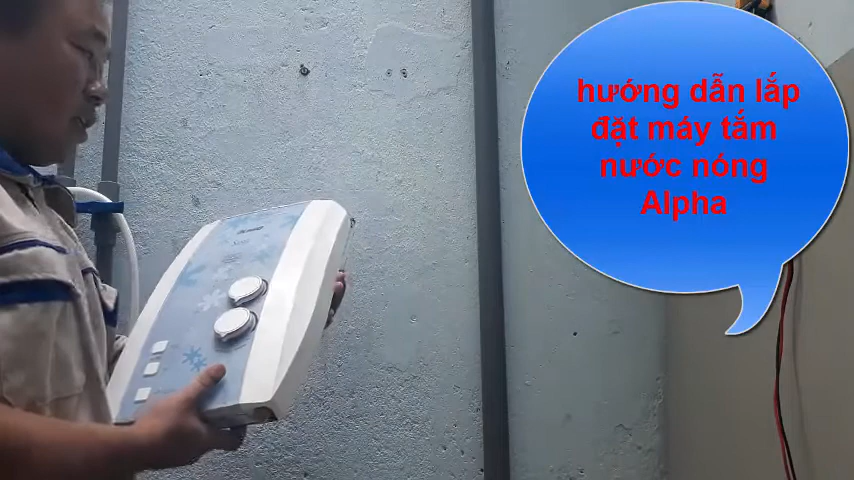 hướng dẫn lắp
đặt máy tắm
nước nóng
Alpha